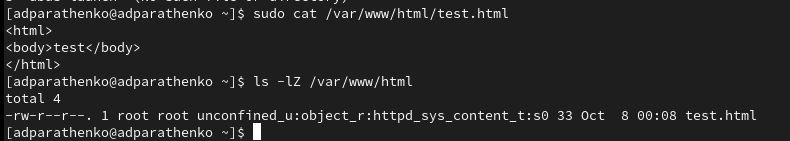 [adparathenko@adparathenko ~]$ sudo cat /var/www/html/test.html
<html>
<body>test</body>
</html>
[adparathenko@adparathenko ~]$ ls -lZ /var/www/html
total 4
-rw-r--r--. 1 root root unconfined_u:object_r:httpd_sys_content_t:s0 33 Oct  8 00:08 test.html
[adparathenko@adparathenko ~]$